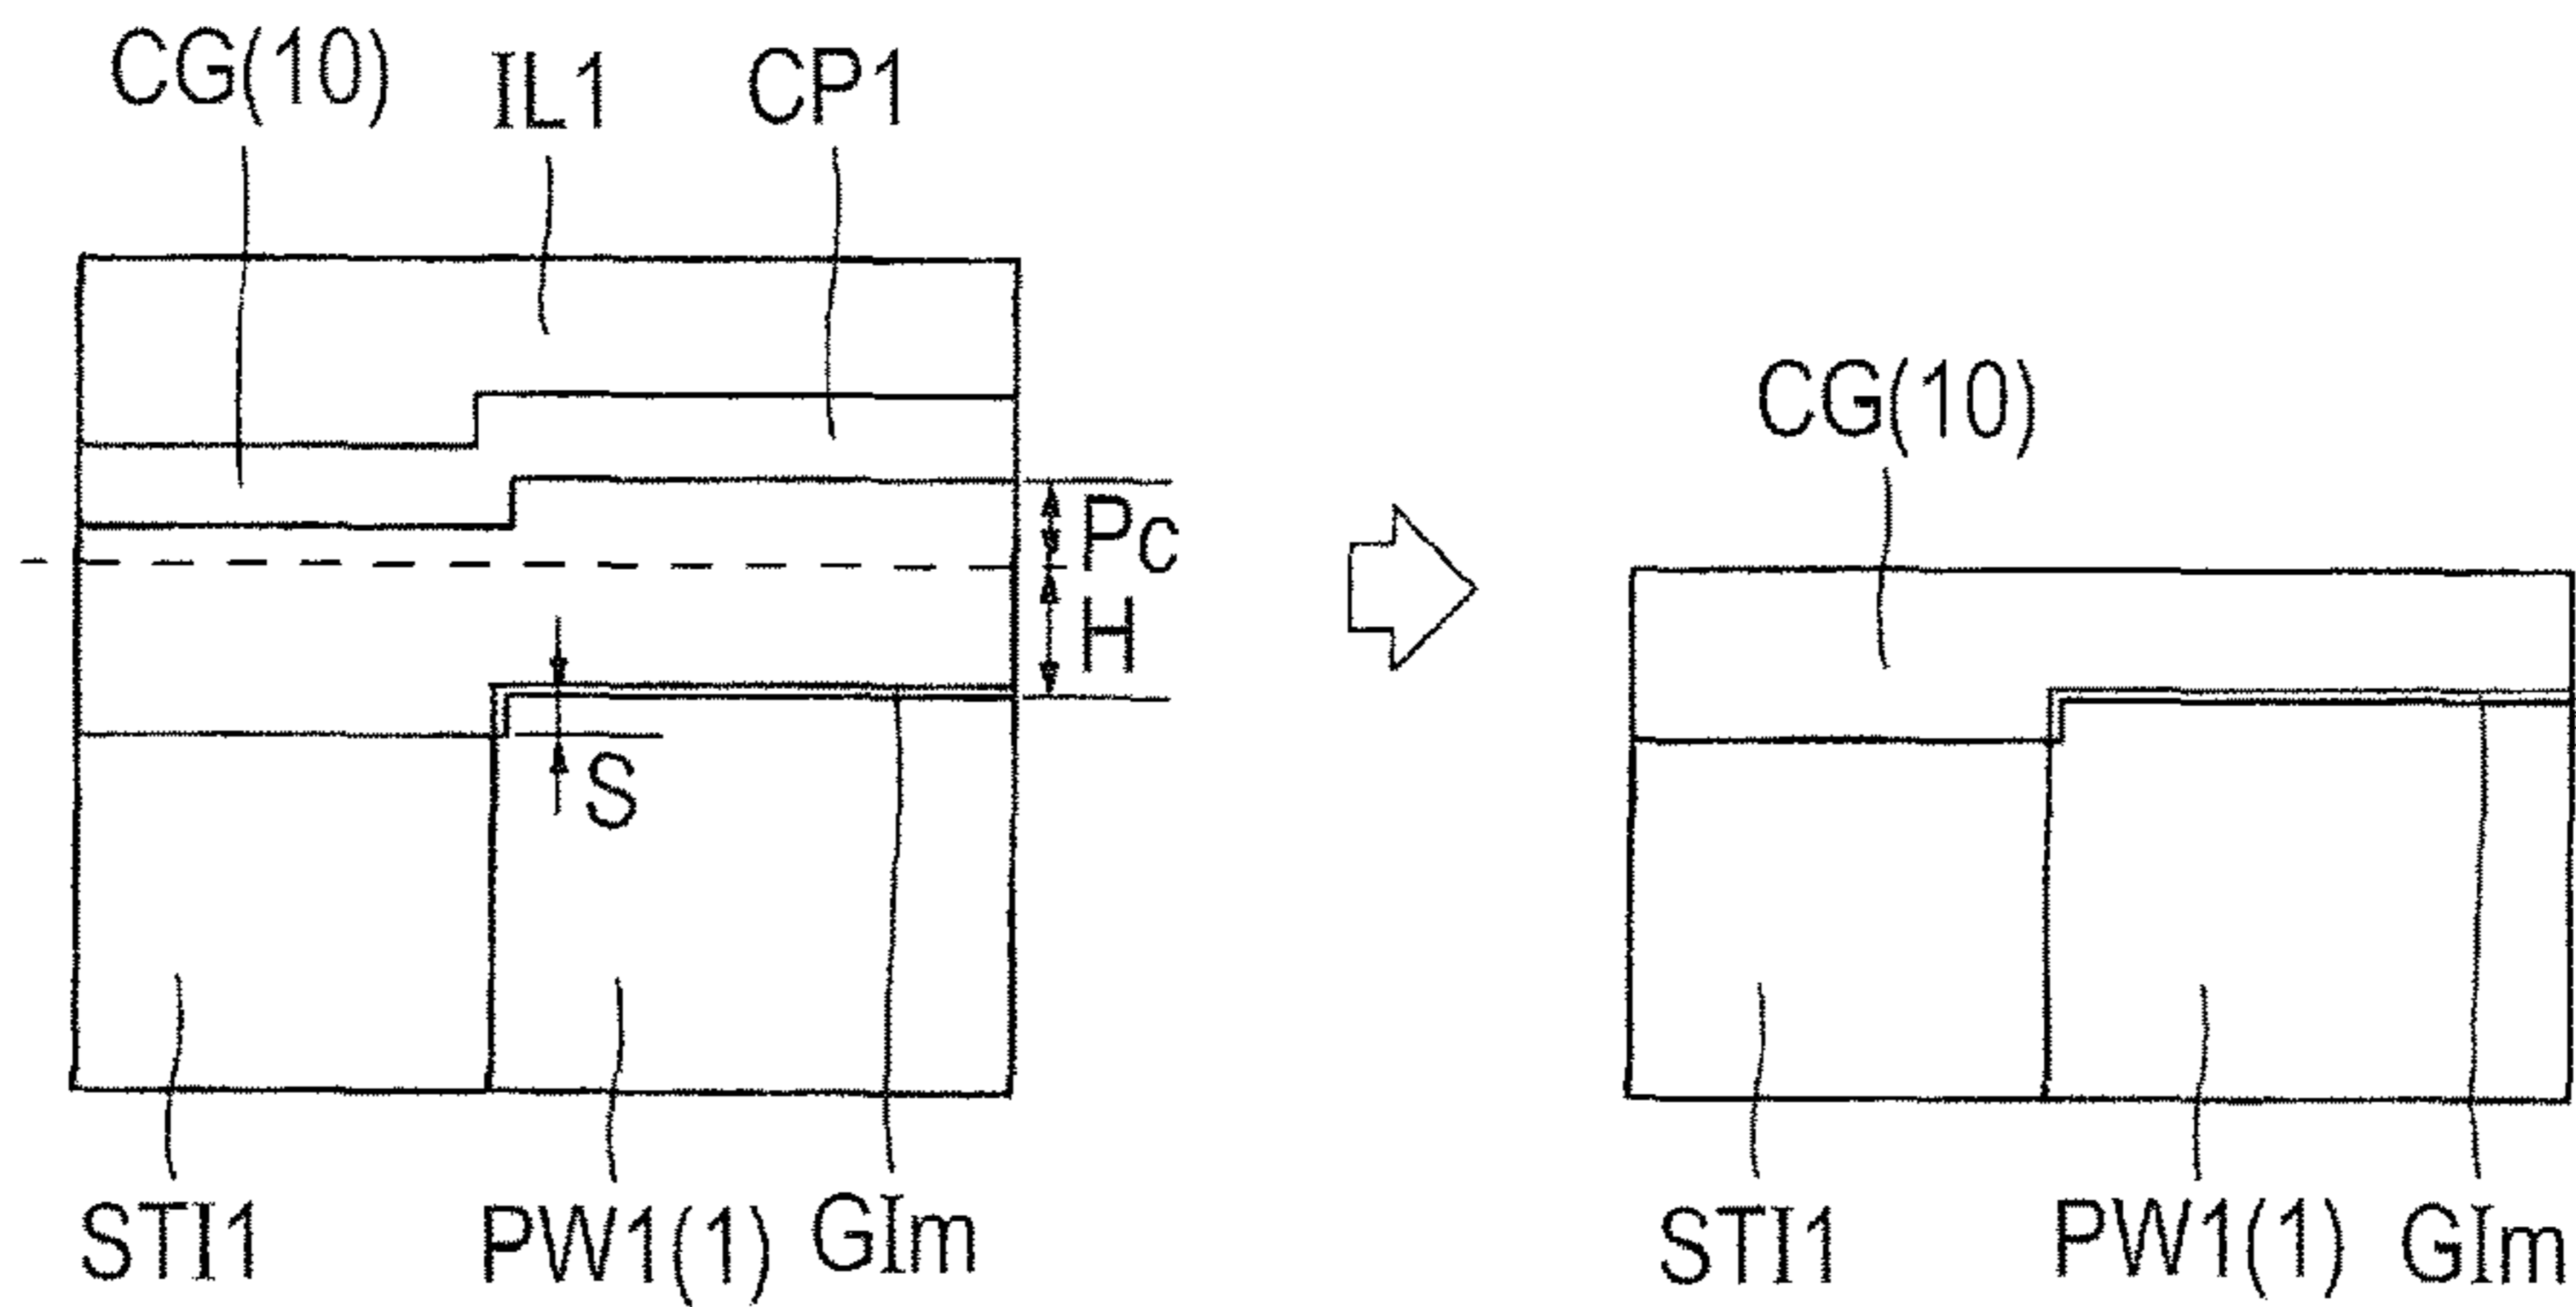 CG(10) IL1 CP1
CG(10)
Pc
H
S
STI1 PW1(1) GIm
STI1 PW1(1) GIm